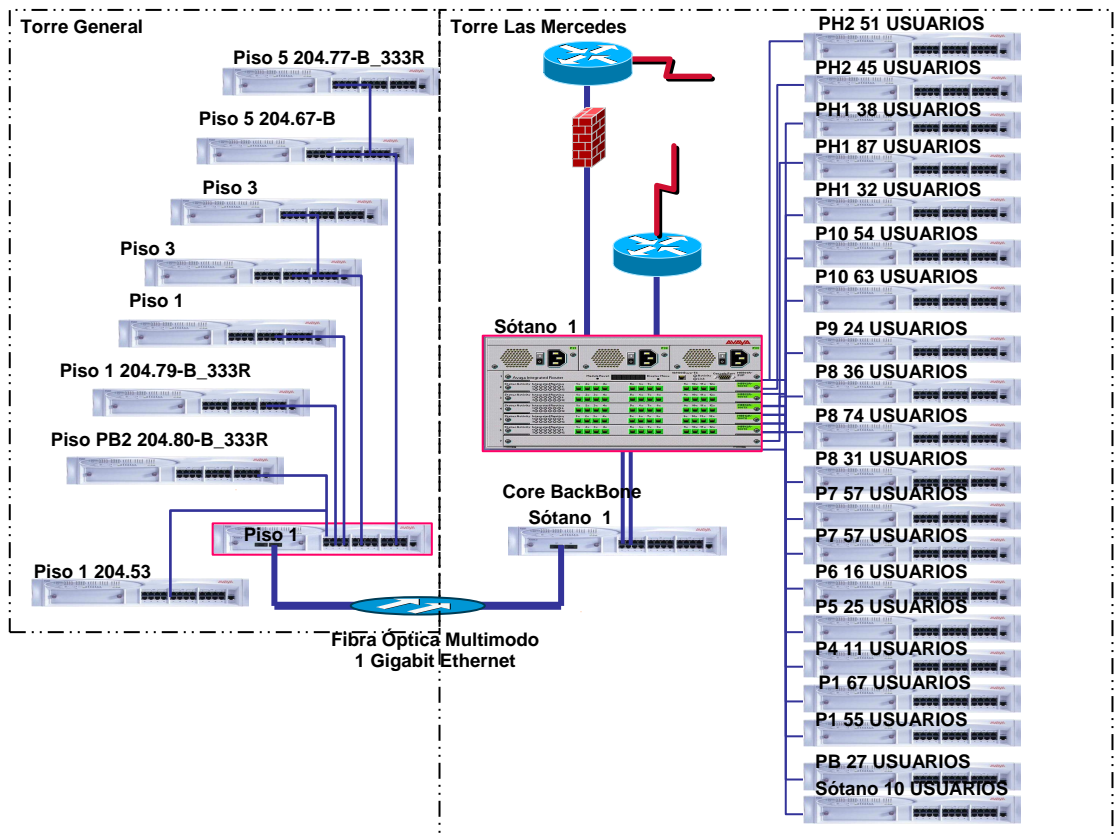 Torre General
Piso 5 204.77-B_333R
Piso 5 204.67-B
Piso 3
Piso 3
Piso 1
Piso 1 204.79-B_333R
Piso PB2 204.80-B_333R
Piso 1
Piso 1 204.53
Fibra Óptica Multimodo
1 Gigabit Ethernet
Torre Las Mercedes
Sótano 1
AVAYA
Avaya Integrated Router
Core BackBone
Sótano 1
PH2 51 USUARIOS
PH2 45 USUARIOS
PH1 38 USUARIOS
PH1 87 USUARIOS
PH1 32 USUARIOS
P10 54 USUARIOS
P10 63 USUARIOS
P9 24 USUARIOS
P8 36 USUARIOS
P8 74 USUARIOS
P8 31 USUARIOS
P7 57 USUARIOS
P7 57 USUARIOS
P6 16 USUARIOS
P5 25 USUARIOS
P4 11 USUARIOS
P1 67 USUARIOS
P1 55 USUARIOS
PB 27 USUARIOS
Sótano 10 USUARIOS